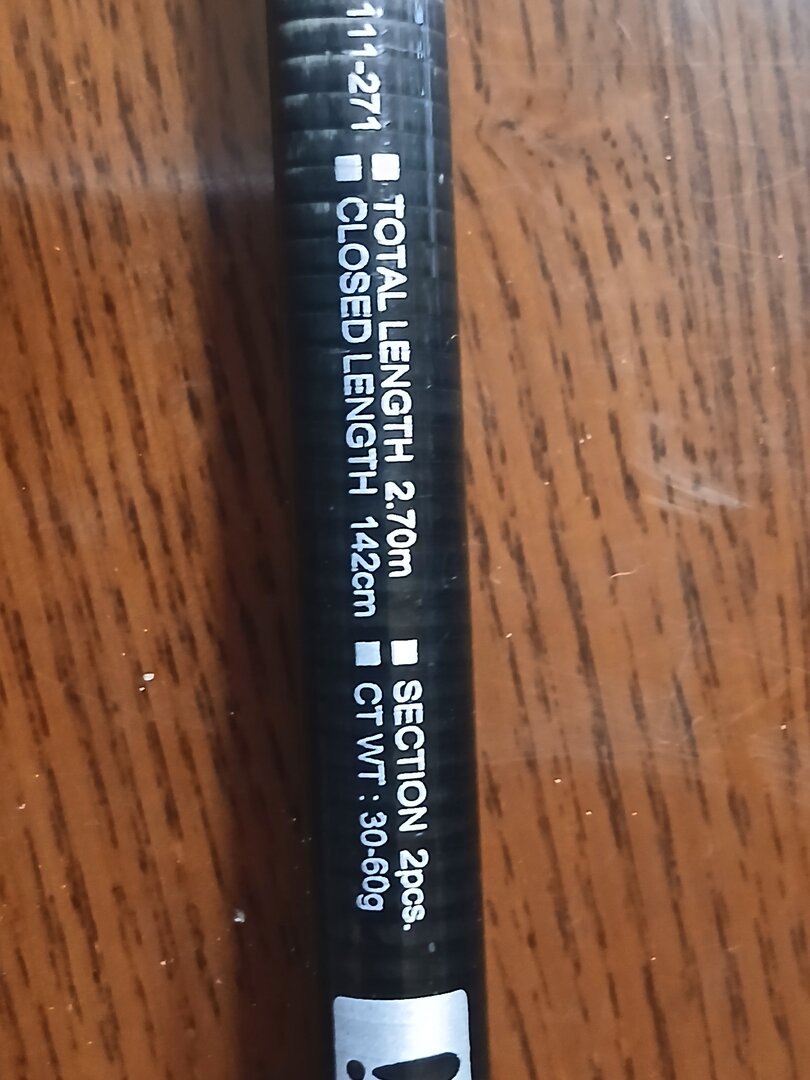 111-271
■ TOTAL LENGTH 2.70m ■ SECTION 2pcs.
■ CLOSED LENGTH 142cm ■ CT WT : 30-60g